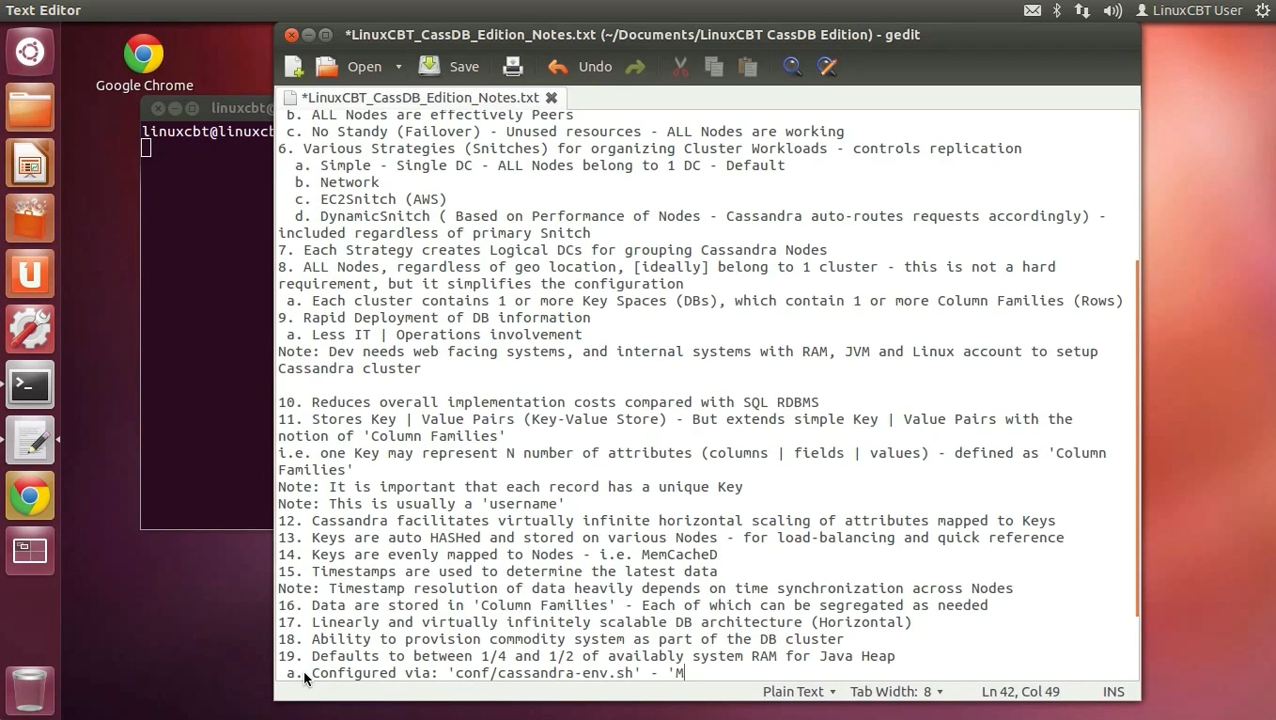 Text Editor
LinuxCBT User
Google Chrome
linuxcbt@
linuxcbt@linuxcb
*LinuxCBT_CassDB_Edition_Notes.txt (~/Documents/LinuxCBT CassDB Edition) - gedit
Open
Save
Undo
*LinuxCBT_CassDB_Edition_Notes.txt
b. ALL Nodes are effectively Peers
c. No Standy (Failover) - Unused resources - ALL Nodes are working
6. Various Strategies (Snitches) for organizing Cluster Workloads - controls replication
a. Simple - Single DC - ALL Nodes belong to 1 DC - Default
b. Network
c. EC2Snitch (AWS)
d. DynamicSnitch ( Based on Performance of Nodes - Cassandra auto-routes requests accordingly) -
included regardless of primary Snitch
7. Each Strategy creates Logical DCs for grouping Cassandra Nodes
8. ALL Nodes, regardless of geo location, [ideally] belong to 1 cluster - this is not a hard
requirement, but it simplifies the configuration
a. Each cluster contains 1 or more Key Spaces (DBs), which contain 1 or more Column Families (Rows)
9. Rapid Deployment of DB information
a. Less IT | Operations involvement
Note: Dev needs web facing systems, and internal systems with RAM, JVM and Linux account to setup
Cassandra cluster
10. Reduces overall implementation costs compared with SQL RDBMS
11. Stores Key | Value Pairs (Key-Value Store) - But extends simple Key | Value Pairs with the
notion of 'Column Families'
i.e. one Key may represent N number of attributes (columns | fields | values) - defined as 'Column
Families'
Note: It is important that each record has a unique Key
Note: This is usually a 'username'
12. Cassandra facilitates virtually infinite horizontal scaling of attributes mapped to Keys
13. Keys are auto HASHed and stored on various Nodes - for load-balancing and quick reference
14. Keys are evenly mapped to Nodes - i.e. MemCacheD
15. Timestamps are used to determine the latest data
Note: Timestamp resolution of data heavily depends on time synchronization across Nodes
16. Data are stored in 'Column Families' - Each of which can be segregated as needed
17. Linearly and virtually infinitely scalable DB architecture (Horizontal)
18. Ability to provision commodity system as part of the DB cluster
19. Defaults to between 1/4 and 1/2 of availably system RAM for Java Heap
a. Configured via: 'conf/cassandra-env.sh' - 'M
Plain Text
Tab Width: 8
Ln 42, Col 49
INS